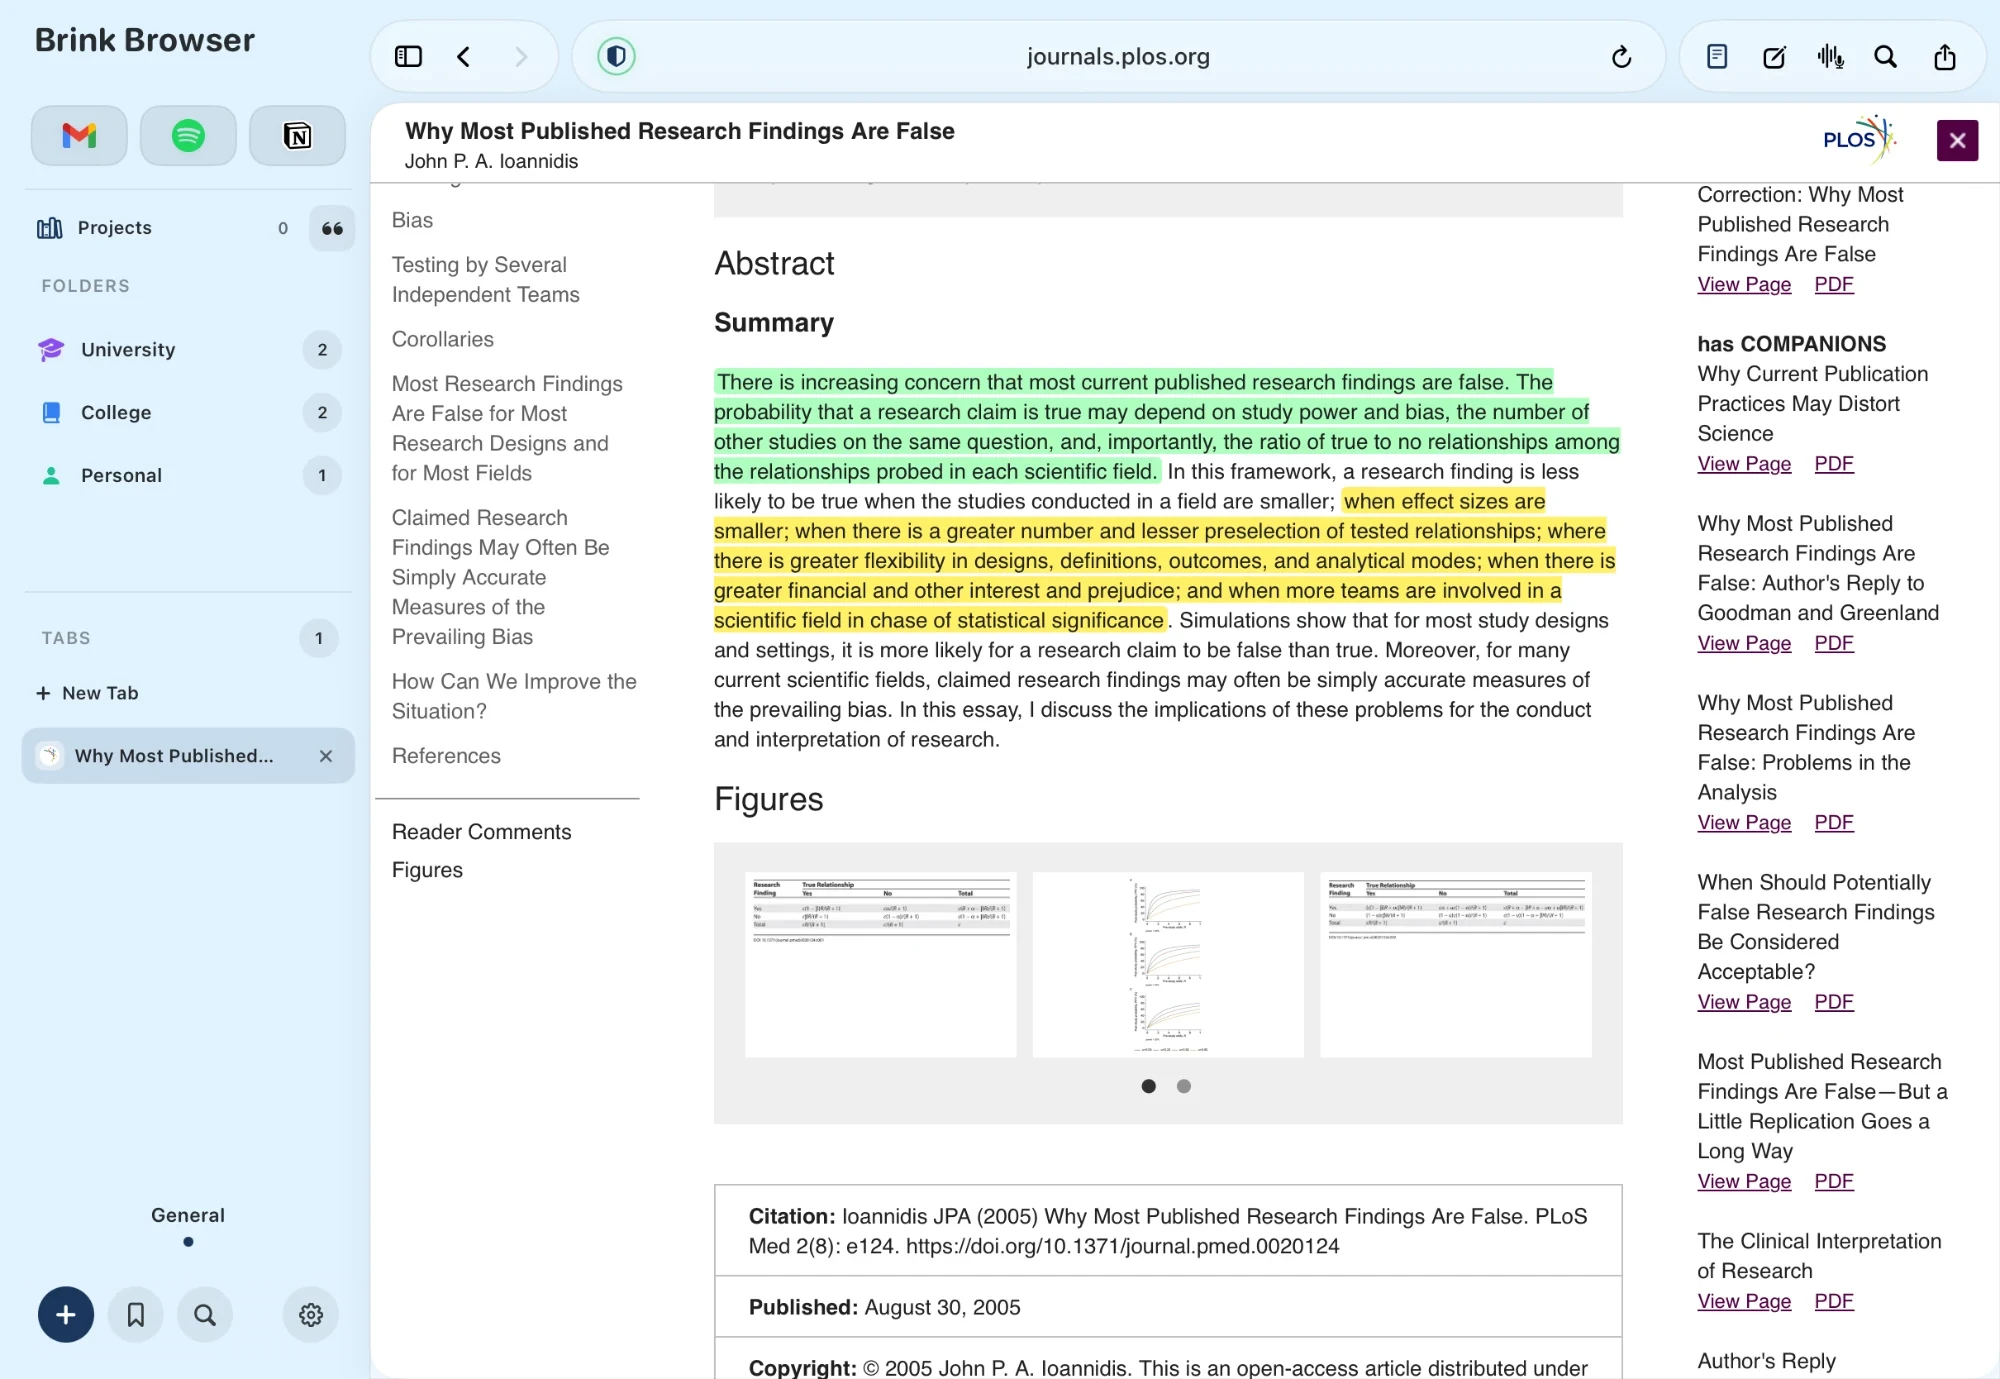 Brink Browser
journals.plos.org
Projects
0
FOLDERS
University
2
College
2
Personal
1
TABS
1
+ New Tab
Why Most Published...
General
Why Most Published Research Findings Are False
John P. A. Ioannidis
PLOS
Bias
Testing by Several
Independent Teams
Corollaries
Most Research Findings
Are False for Most
Research Designs and
for Most Fields
Claimed Research
Findings May Often Be
Simply Accurate
Measures of the
Prevailing Bias
How Can We Improve the
Situation?
References
Reader Comments
Figures
Abstract
Summary
There is increasing concern that most current published research findings are false. The
probability that a research claim is true may depend on study power and bias, the number of
other studies on the same question, and, importantly, the ratio of true to no relationships among
the relationships probed in each scientific field. In this framework, a research finding is less
likely to be true when the studies conducted in a field are smaller; when effect sizes are
smaller; when there is a greater number and lesser preselection of tested relationships; where
there is greater flexibility in designs, definitions, outcomes, and analytical modes; when there is
greater financial and other interest and prejudice; and when more teams are involved in a
scientific field in chase of statistical significance. Simulations show that for most study designs
and settings, it is more likely for a research claim to be false than true. Moreover, for many
current scientific fields, claimed research findings may often be simply accurate measures of
the prevailing bias. In this essay, I discuss the implications of these problems for the conduct
and interpretation of research.
Figures
Research Finding
True Relationship
Yes
No
Total
Yes
No
Total
Research Finding
True Relationship
Yes
No
Total
Yes
No
Total
Citation: Ioannidis JPA (2005) Why Most Published Research Findings Are False. PLoS
Med 2(8): e124. https://doi.org/10.1371/journal.pmed.0020124
Published: August 30, 2005
Copyright: © 2005 John P. A. Ioannidis. This is an open-access article distributed under
Correction: Why Most
Published Research
Findings Are False
View Page PDF
has COMPANIONS
Why Current Publication
Practices May Distort
Science
View Page PDF
Why Most Published
Research Findings Are
False: Author's Reply to
Goodman and Greenland
View Page PDF
Why Most Published
Research Findings Are
False: Problems in the
Analysis
View Page PDF
When Should Potentially
False Research Findings
Be Considered
Acceptable?
View Page PDF
Most Published Research
Findings Are False—But a
Little Replication Goes a
Long Way
View Page PDF
The Clinical Interpretation
of Research
View Page PDF
Author's Reply